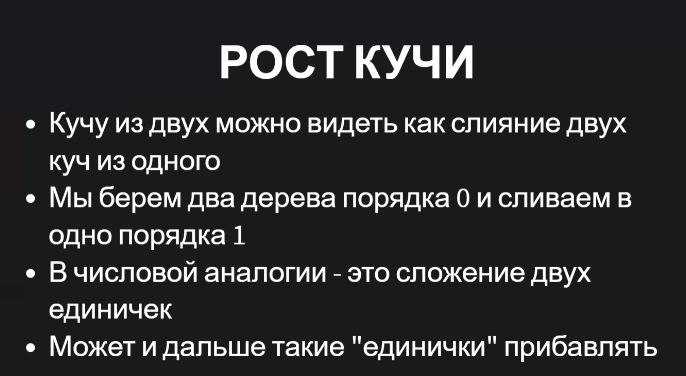 РОСТ КУЧИ
• Кучу из двух можно видеть как слияние двух
куч из одного
• Мы берем два дерева порядка 0 и сливаем в
одно порядка 1
• В числовой аналогии - это сложение двух
единичек
• Может и дальше такие "единички" прибавлять